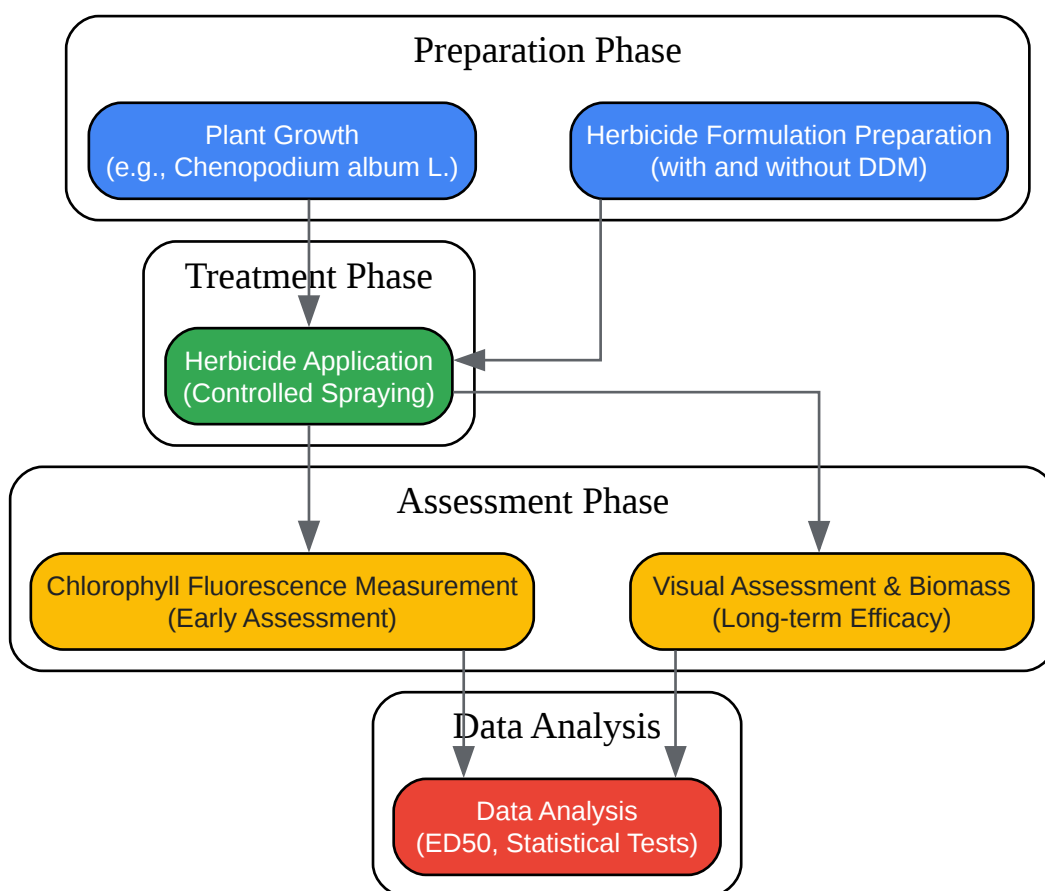 Preparation Phase
Plant Growth
(e.g., Chenopodium album L.)
Herbicide Formulation Preparation
(with and without DDM)
Treatment Phase
Herbicide Application
(Controlled Spraying)
Assessment Phase
Chlorophyll Fluorescence Measurement
(Early Assessment)
Visual Assessment & Biomass
(Long-term Efficacy)
Data Analysis
Data Analysis
(ED50, Statistical Tests)